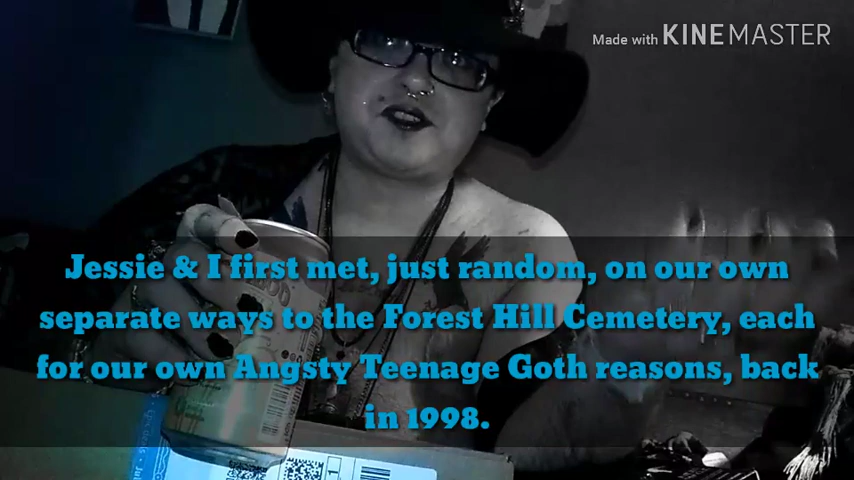 Made with KINEMASTER
Jessie & I first met, just random, on our own
separate ways to the Forest Hill Cemetery, each
for our own Angsty Teenage Goth reasons, back
in 1998.